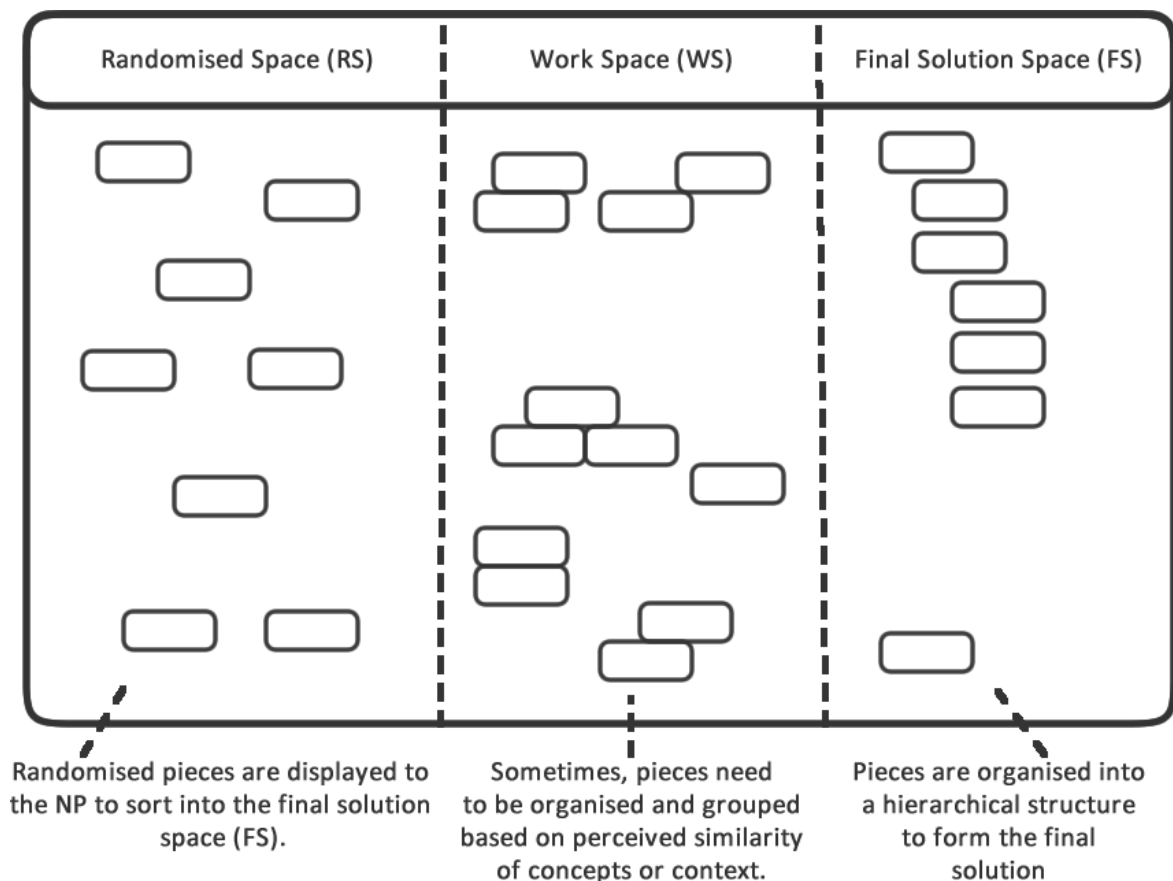 Randomised Space (RS)
Work Space (WS)
Final Solution Space (FS)
Randomised pieces are displayed to
the NP to sort into the final solution
space (FS).
Sometimes, pieces need
to be organised and grouped
based on perceived similarity
of concepts or context.
Pieces are organised into
a hierarchical structure
to form the final
solution